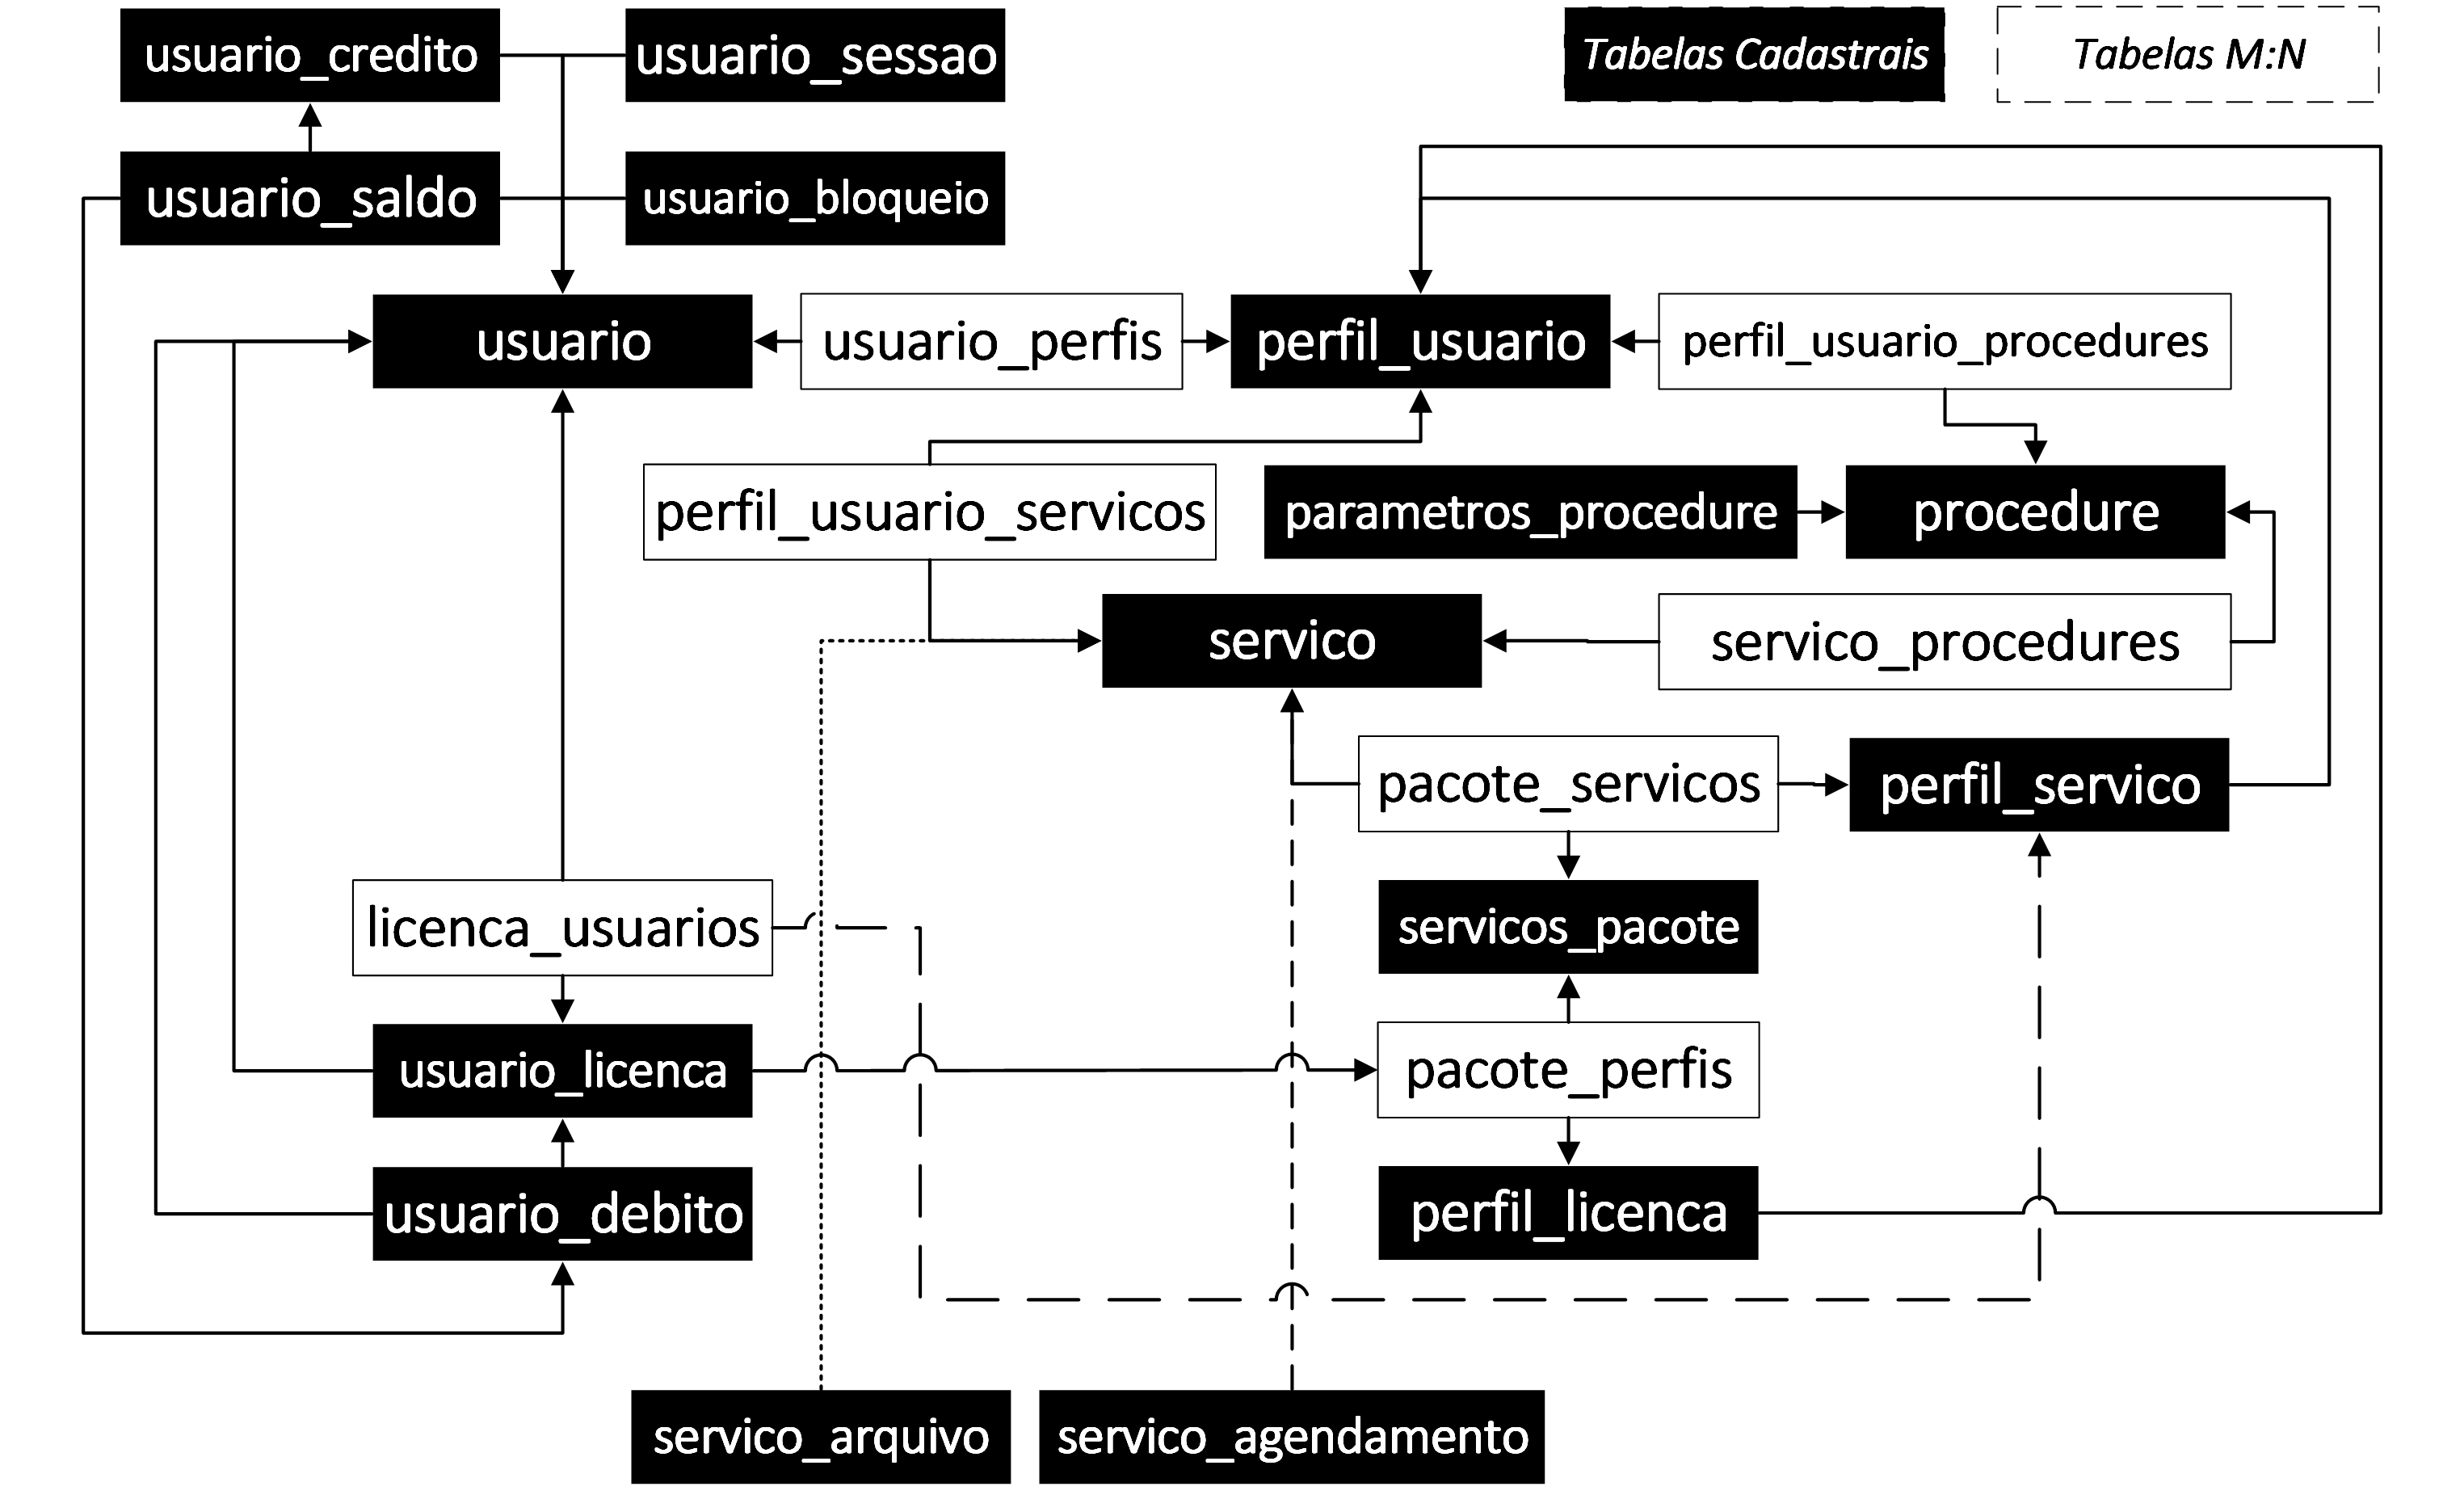 usuario_credito
usuario_sessao
Tabelas Cadastrais
Tabelas M:N
usuario_saldo
usuario_bloqueio
usuario
usuario_perfis
perfil_usuario
perfil_usuario_procedures
perfil_usuario_servicos
parametros_procedure
procedure
servico
servico_procedures
pacote_servicos
perfil_servico
licenca_usuarios
servicos_pacote
usuario_licenca
pacote_perfis
usuario_debito
perfil_licenca
servico_arquivo
servico_agendamento